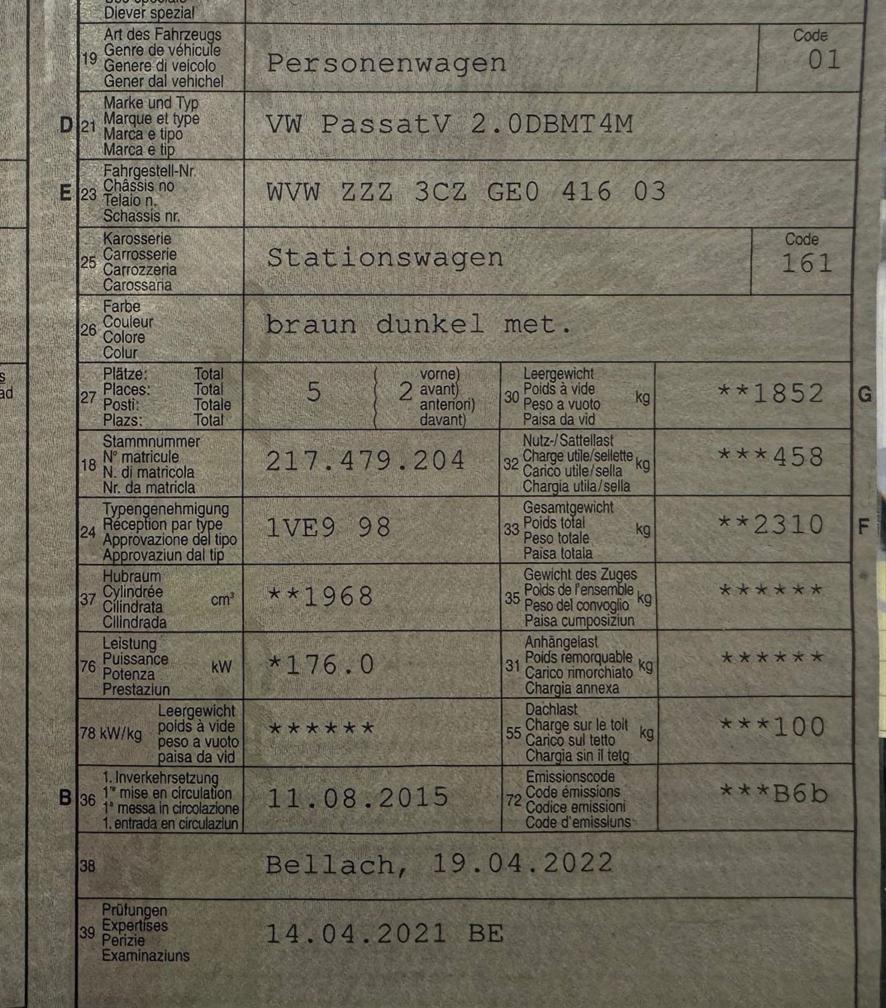 Diever spezial
19 Art des Fahrzeugs
Genre de véhicule
Genere di veicolo
Gener dal vehichel
Personenwagen
Code
01
D 21 Marke und Typ
Marque et type
Marca e tipo
Marca e tip
VW PassatV 2.0DBMT4M
E 23 Fahrgestell-Nr.
Châssis no
Telaio n.
Schassis nr.
WVW ZZZ 3CZ GE0 416 03
25 Karosserie
Carrosserie
Carrozzeria
Carossaria
Stationswagen
Code
161
26 Farbe
Couleur
Colore
Colur
braun dunkel met.
27 Plätze: Total
Places: Total
Posti: Totale
Plazs: Total
5 ( 2 vorne)
avant)
anteriori)
davant)
30 Leergewicht
Poids à vide
Peso a vuoto
Paisa da vid
kg
**1852 G
18 Stammnummer
N° matricule
N. di matricola
Nr. da matricla
217.479.204
32 Nutz-/Sattellast
Charge utile/sellette
Carico utile/sella
Chargia utila/sella
kg
***458
24 Typengenehmigung
Réception par type
Approvazione del tipo
Approvaziun dal tip
1VE9 98
33 Gesamtgewicht
Poids total
Peso totale
Paisa totala
kg
**2310 F
37 Hubraum
Cylindrée
Cilindrata
Cilindrada
cm³
**1968
35 Gewicht des Zuges
Poids de l'ensemble
Peso del convoglio
Paisa cumposiziun
kg
******
76 Leistung
Puissance
Potenza
Prestaziun
kW
*176.0
31 Anhängelast
Poids remorquable
Carico rimorchiato
Chargia annexa
kg
******
78 kW/kg Leergewicht
poids à vide
peso a vuoto
paisa da vid
******
55 Dachlast
Charge sur le toit
Carico sul tetto
Chargia sin il tetg
kg
***100
B 36 1. Inverkehrsetzung
1re mise en circulation
1a messa in circolazione
1. entrada en circulaziun
11.08.2015
72 Emissionscode
Code émissions
Codice emissioni
Code d'emissiuns
***B6b
38 Bellach, 19.04.2022
39 Prüfungen
Expertises
Perizie
Examinaziuns
14.04.2021 BE